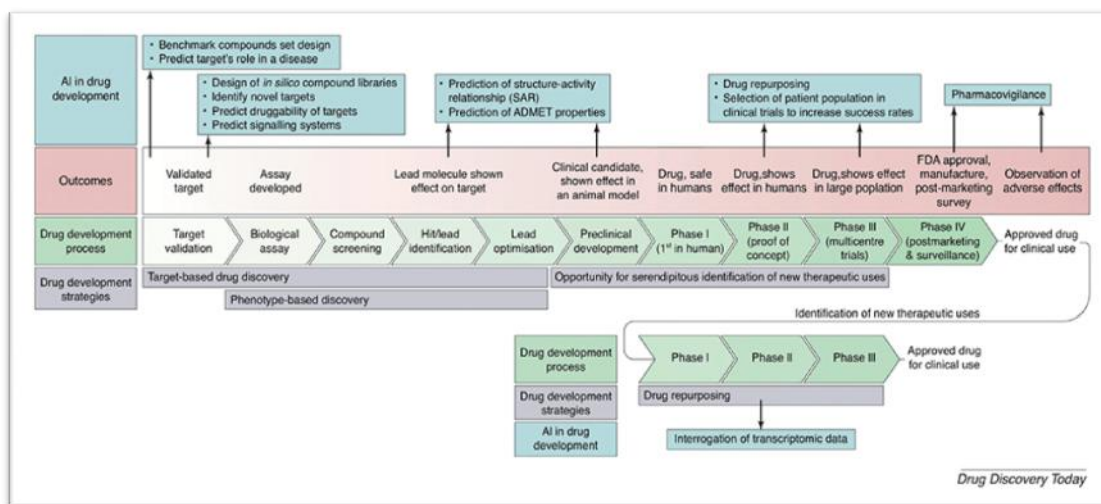 AI in drug
development
• Benchmark compounds set design
• Predict target's role in a disease
• Design of in silico compound libraries
• Identify novel targets
• Predict druggability of targets
• Predict signalling systems
• Prediction of structure-activity
relationship (SAR)
• Prediction of ADMET properties
• Drug repurposing
• Selection of patient population in
clinical trials to increase success rates
Pharmacovigilance
Outcomes
Validated
target
Assay
developed
Lead molecule shown
effect on target
Clinical candidate,
shown effect in
an animal model
Drug, safe
in humans
Drug,shows
effect in humans
Drug,shows effect
in large poplation
FDA approval,
manufacture,
post-marketing
survey
Observation of
adverse effects
Drug development
process
Target
validation
Biological
assay
Compound
screening
Hit/lead
identification
Lead
optimisation
Preclinical
development
Phase I
(1st in human)
Phase II
(proof of
concept)
Phase III
(multicentre
trials)
Phase IV
(postmarketing
& surveillance)
Approved drug
for clinical use
Drug development
strategies
Target-based drug discovery
Opportunity for serendipitous identification of new therapeutic uses
Phenotype-based discovery
Identification of new therapeutic uses
Drug development
process
Phase I
Phase II
Phase III
Approved drug
for clinical use
Drug development
strategies
Drug repurposing
AI in drug
development
Interrogation of transcriptomic data
Drug Discovery Today